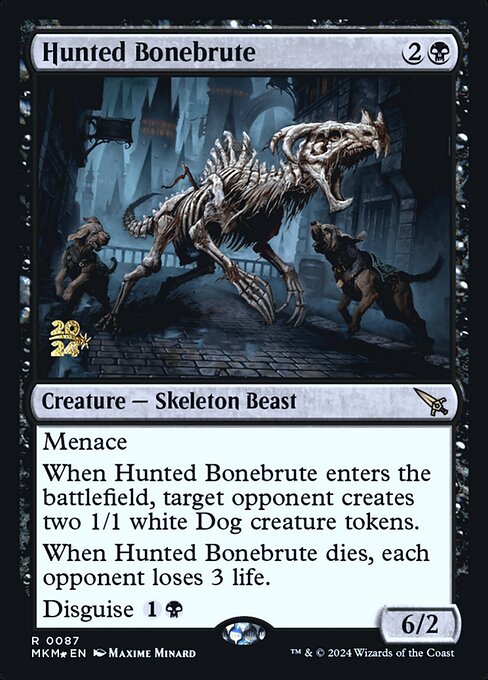 Hunted Bonebrute 2
20
24
Creature — Skeleton Beast
Menace
When Hunted Bonebrute enters the
battlefield, target opponent creates
two 1/1 white Dog creature tokens.
When Hunted Bonebrute dies, each
opponent loses 3 life.
Disguise 1
6/2
R 0087
MKM★EN Maxime Minard
™ & © 2024 Wizards of the Coast